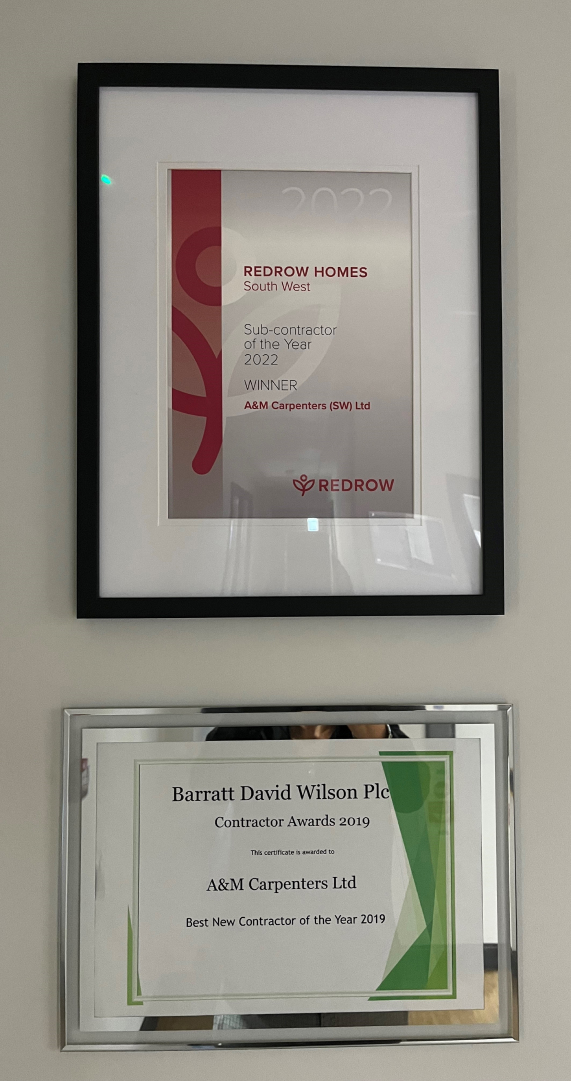 2022
REDROW HOMES
South West
Sub-contractor
of the Year
2022
WINNER
A&M Carpenters (SW) Ltd
REDROW
Barratt David Wilson Plc
Contractor Awards 2019
This certificate is awarded to
A&M Carpenters Ltd
Best New Contractor of the Year 2019